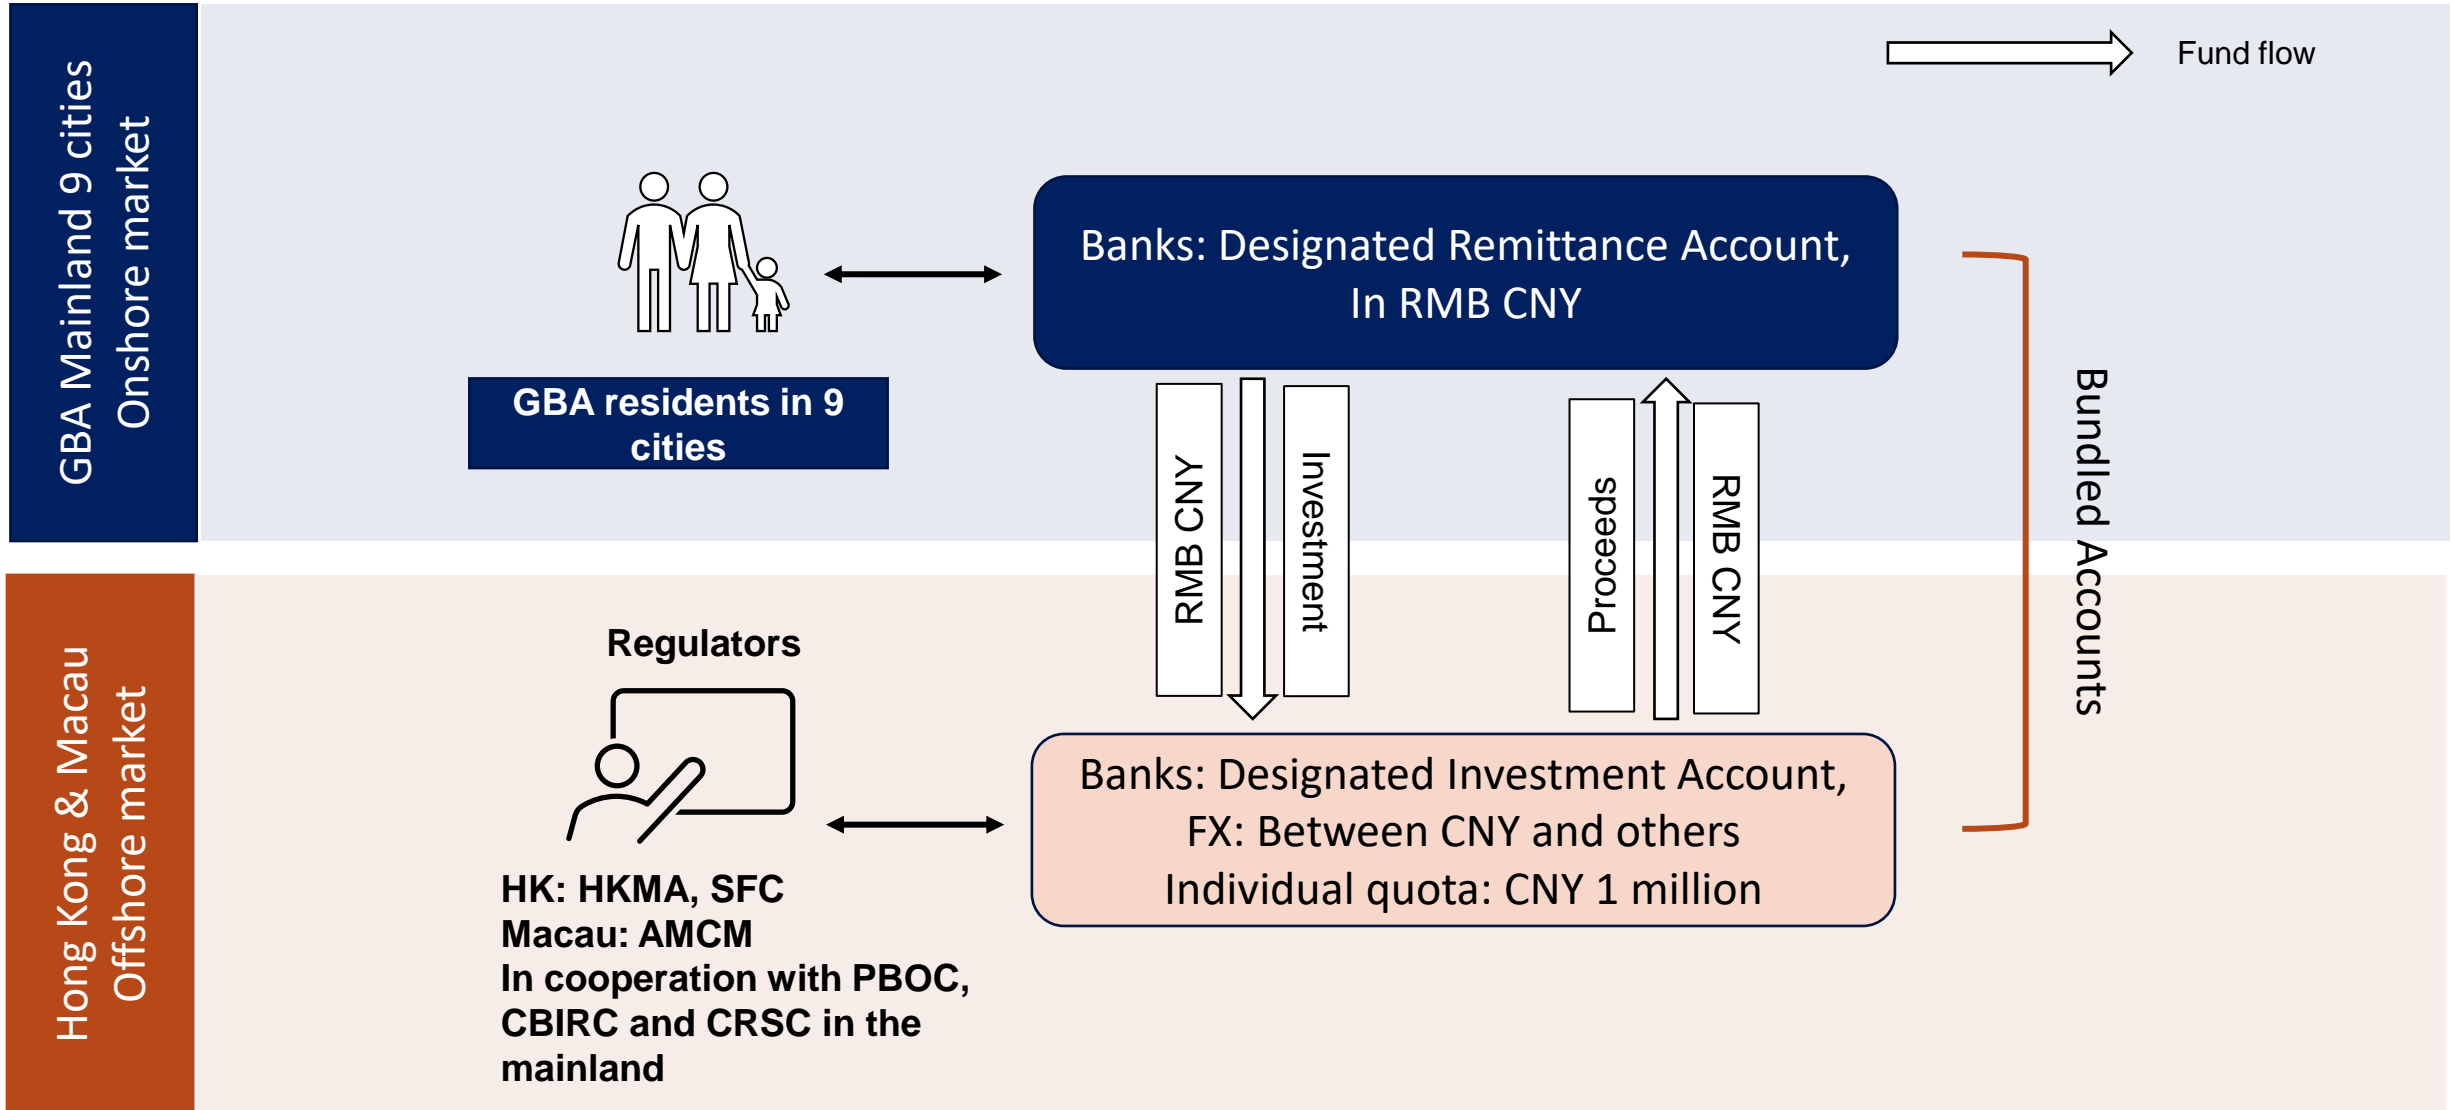 GBA Mainland 9 cities
Onshore market
Fund flow
Banks: Designated Remittance Account,
In RMB CNY
GBA residents in 9
cities
RMB CNY
Investment
Proceeds
RMB CNY
Bundled Accounts
Hong Kong & Macau
Offshore market
Regulators
HK: HKMA, SFC
Macau: AMCM
In cooperation with PBOC,
CBIRC and CRSC in the
mainland
Banks: Designated Investment Account,
FX: Between CNY and others
Individual quota: CNY 1 million